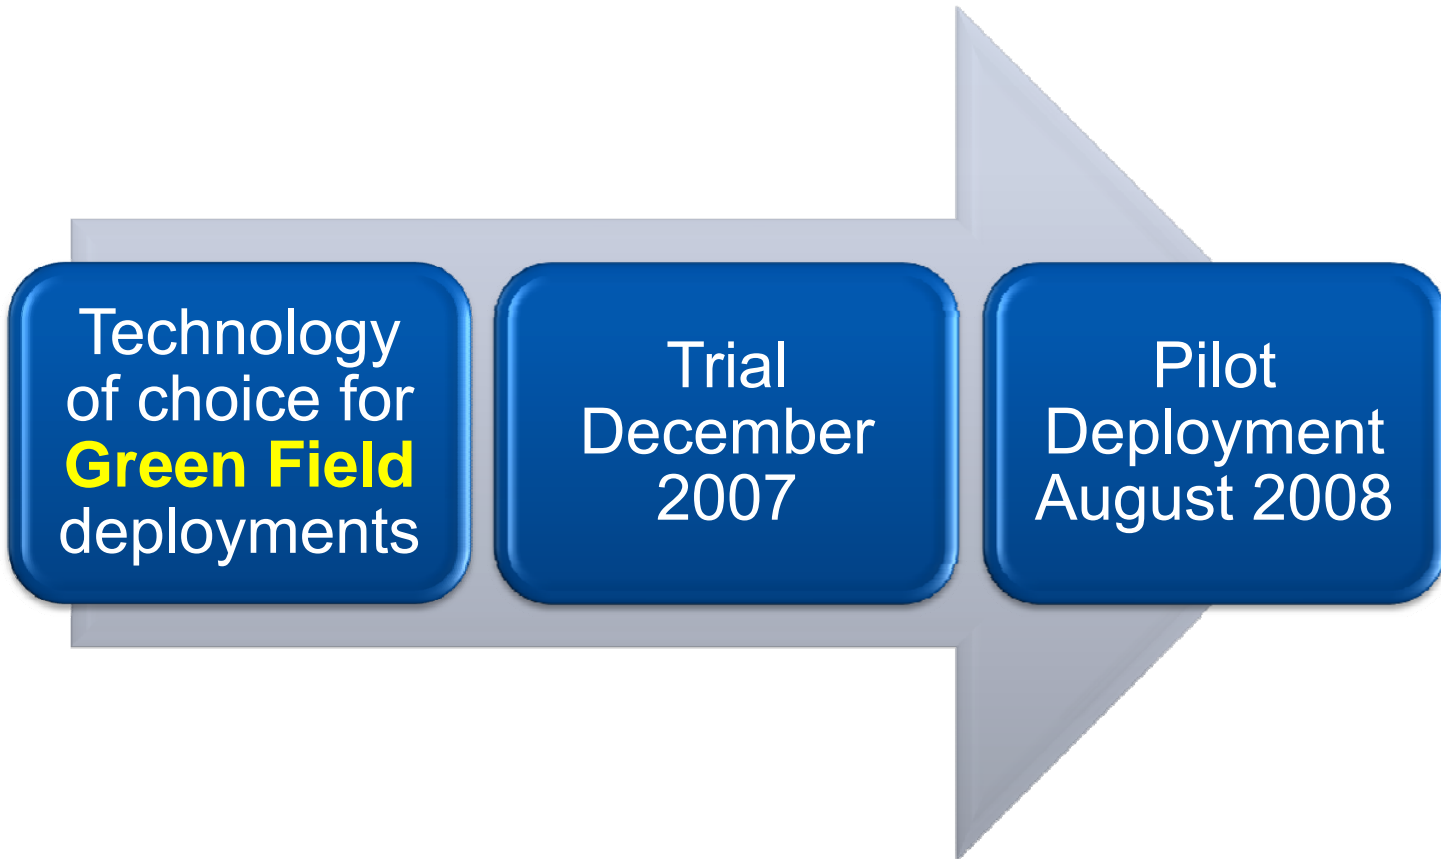 Technology
of choice for
Green Field
deployments
Trial
December
2007
Pilot
Deployment
August 2008